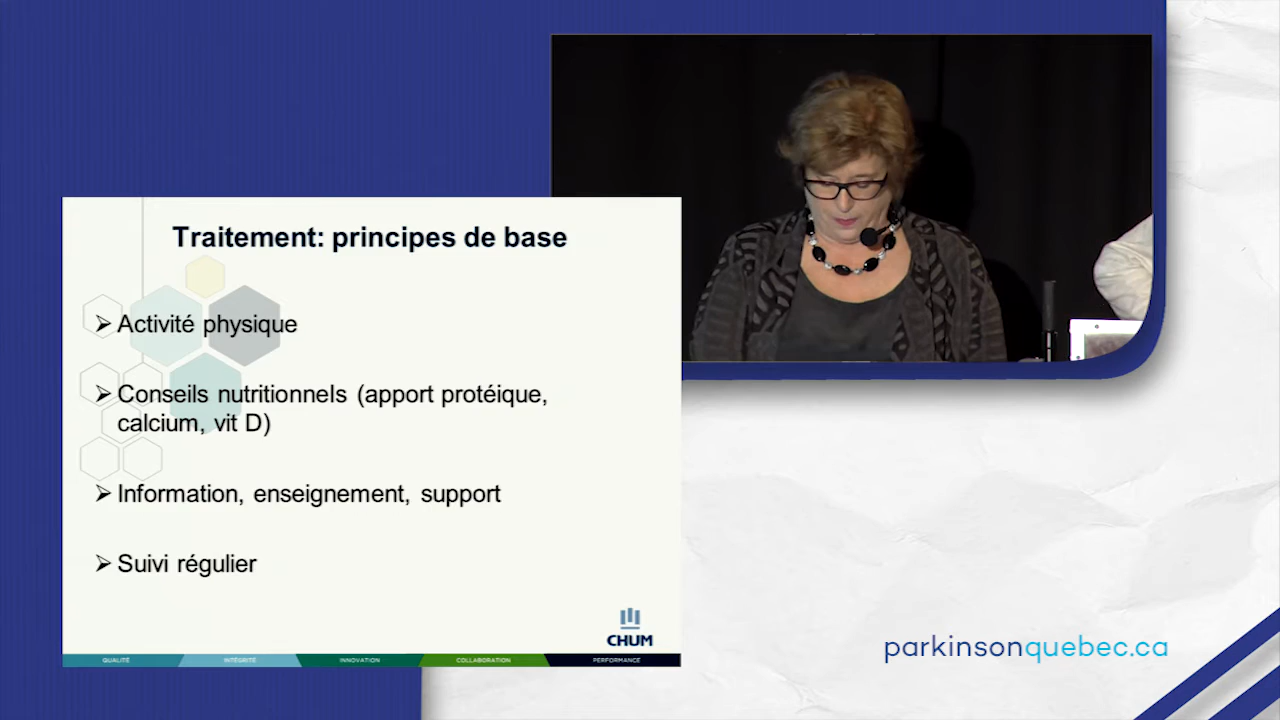 Traitement: principes de base
➢ Activité physique
➢ Conseils nutritionnels (apport protéique,
calcium, vit D)
➢ Information, enseignement, support
➢ Suivi régulier
CHUM
QUALITÉ INTÉGRITÉ INNOVATION COLLABORATION PERFORMANCE
parkinsonquebec.ca